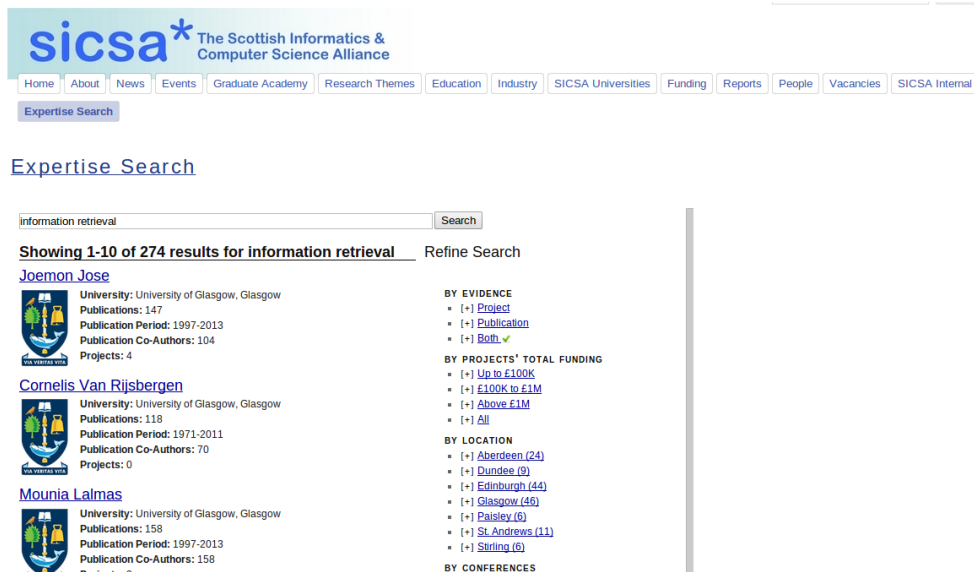 sicsa* The Scottish Informatics &
Computer Science Alliance
Home About News Events Graduate Academy Research Themes Education Industry SICSA Universities Funding Reports People Vacancies SICSA Internal
Expertise Search
Expertise Search
information retrieval Search
Showing 1-10 of 274 results for information retrieval
Joemon Jose
University: University of Glasgow, Glasgow
Publications: 147
Publication Period: 1997-2013
Publication Co-Authors: 104
Projects: 4
VIA VERITAS VITA
Cornelis Van Rijsbergen
University: University of Glasgow, Glasgow
Publications: 118
Publication Period: 1971-2011
Publication Co-Authors: 70
Projects: 0
VIA VERITAS VITA
Mounia Lalmas
University: University of Glasgow, Glasgow
Publications: 158
Publication Period: 1997-2013
Publication Co-Authors: 158
Refine Search
BY EVIDENCE
[+] Project
[+] Publication
[+] Both
BY PROJECTS' TOTAL FUNDING
[+] Up to £100K
[+] £100K to £1M
[+] Above £1M
[+] All
BY LOCATION
[+] Aberdeen (24)
[+] Dundee (9)
[+] Edinburgh (44)
[+] Glasgow (46)
[+] Paisley (6)
[+] St. Andrews (11)
[+] Stirling (6)
BY CONFERENCES